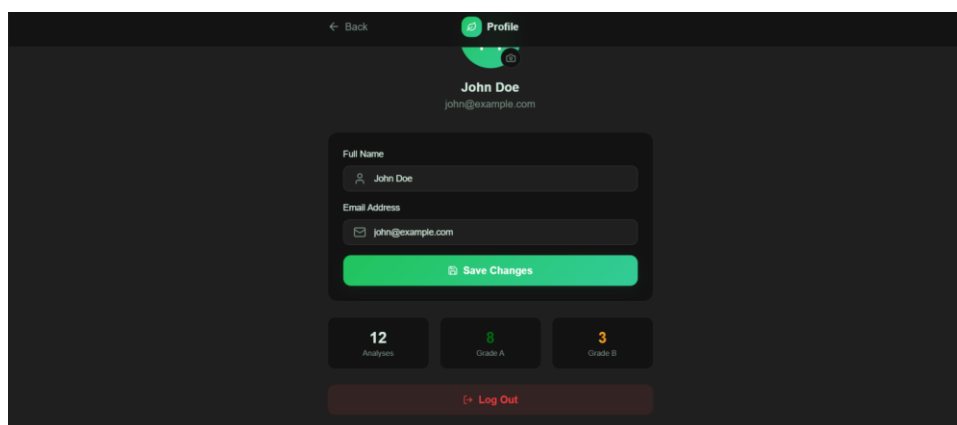 Back
Profile
John Doe
john@example.com
Full Name
John Doe
Email Address
john@example.com
Save Changes
12
Analyses
8
Grade A
3
Grade B
Log Out